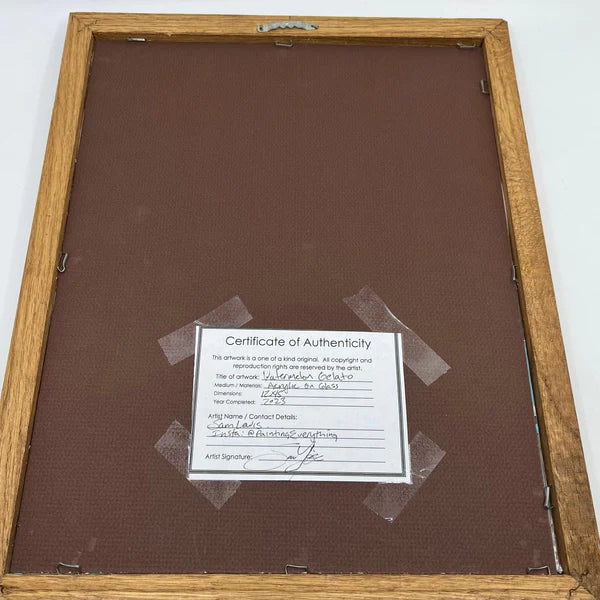 Certificate of Authenticity
This artwork is a one of a kind original. All copyright and
reproduction rights are reserved by the artist.
Title of artwork: Watermelon Gelato
Medium / Materials: Acrylic on Glass
Dimensions:
Year Completed: 2023
Artist Name / Contact Details:
Sam
Insta: @PaintingEverything
Artist Signature: